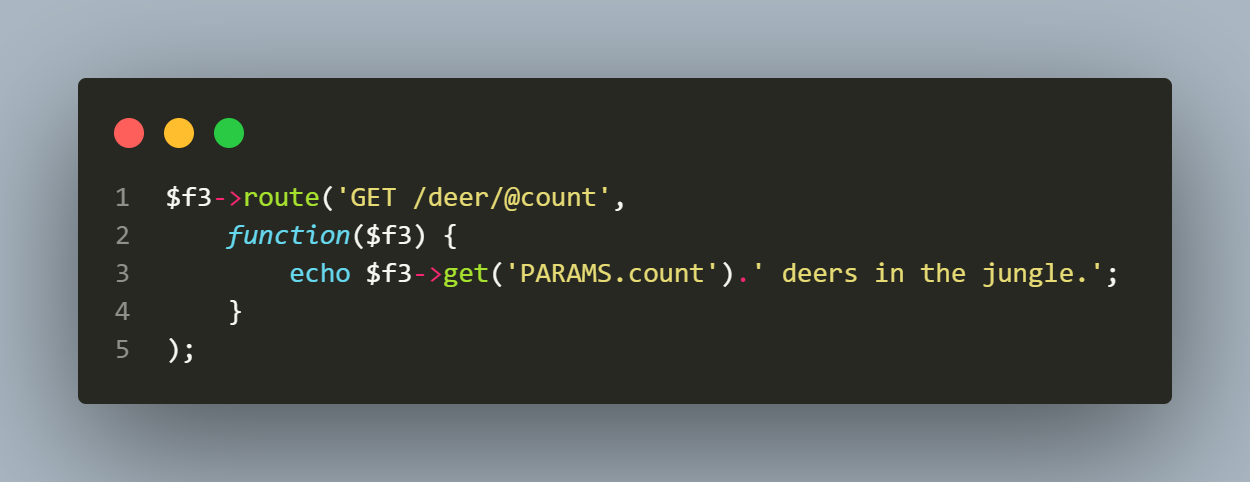 1 $f3->route('GET /deer/@count',
2 function($f3) {
3 echo $f3->get('PARAMS.count').' deers in the jungle.';
4 }
5 );